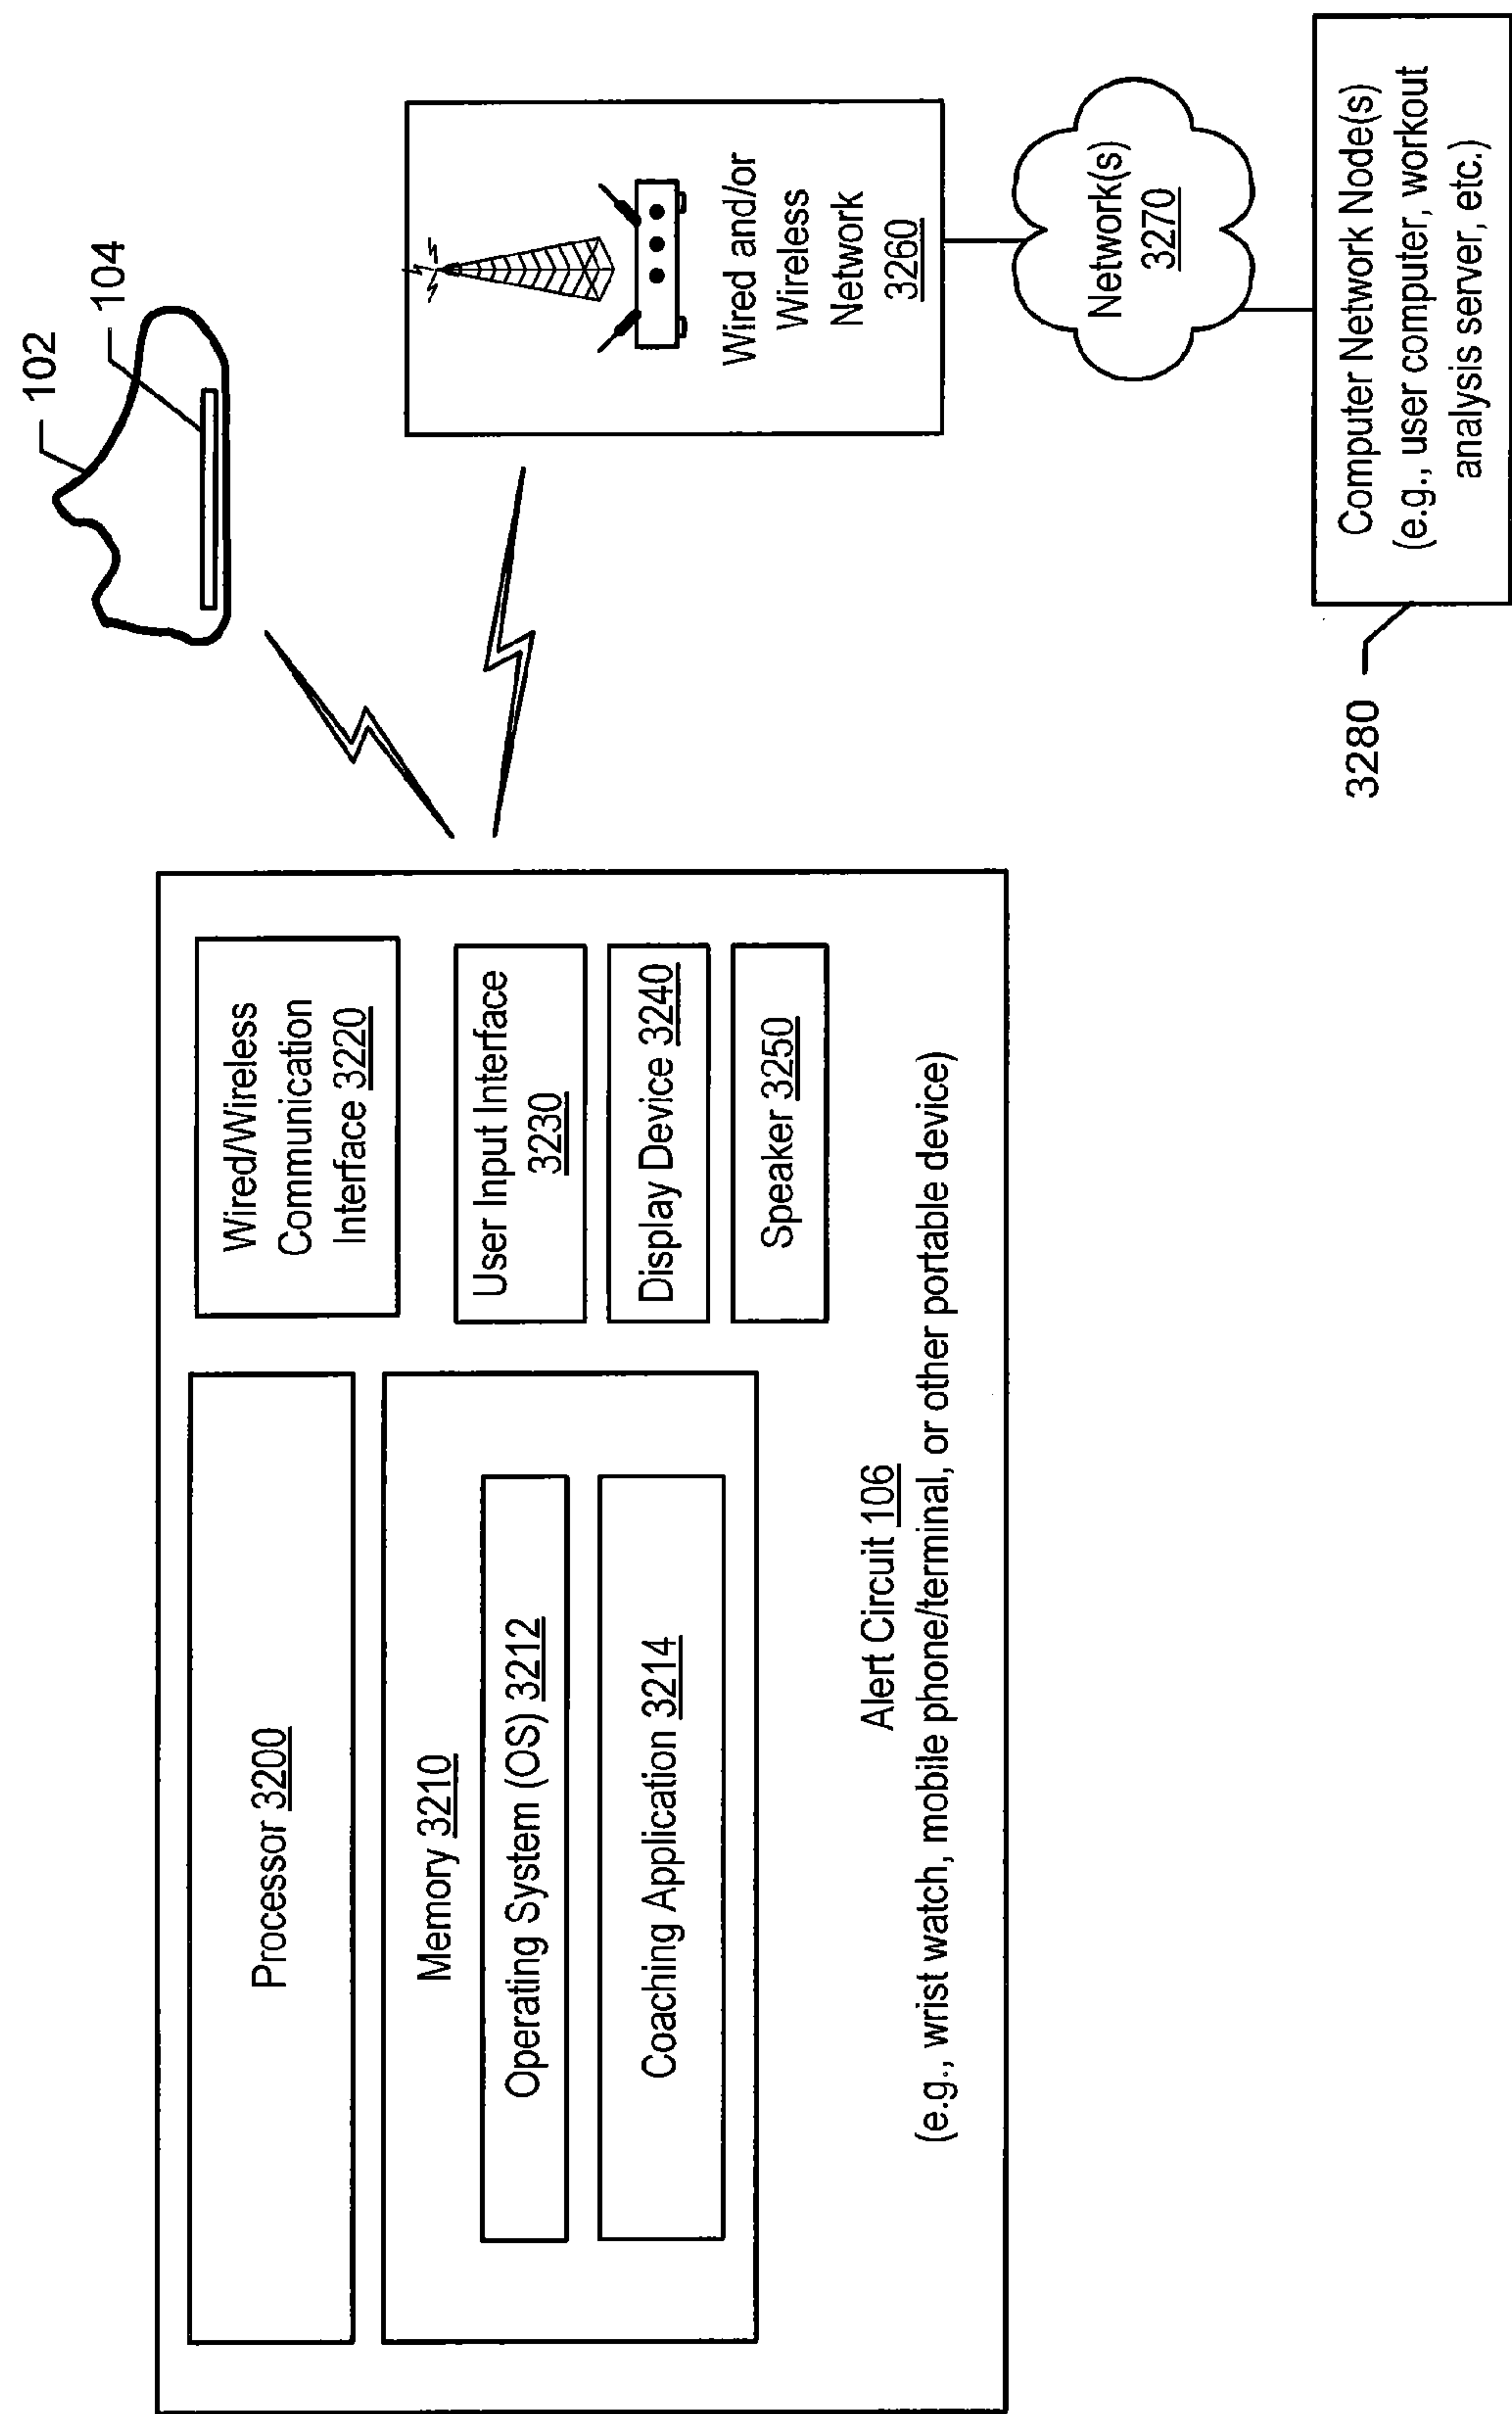 Processor 3200
Memory 3210
Operating System (OS) 3212
Coaching Application 3214
Wired/Wireless
Communication
Interface 3220
User Input Interface
3230
Display Device 3240
Speaker 3250
Alert Circuit 106
(e.g., wrist watch, mobile phone/terminal, or other portable device)
102
104
Wired and/or
Wireless
Network
3260
Network(s)
3270
Computer Network Node(s)
(e.g., user computer, workout
analysis server, etc.)
3280